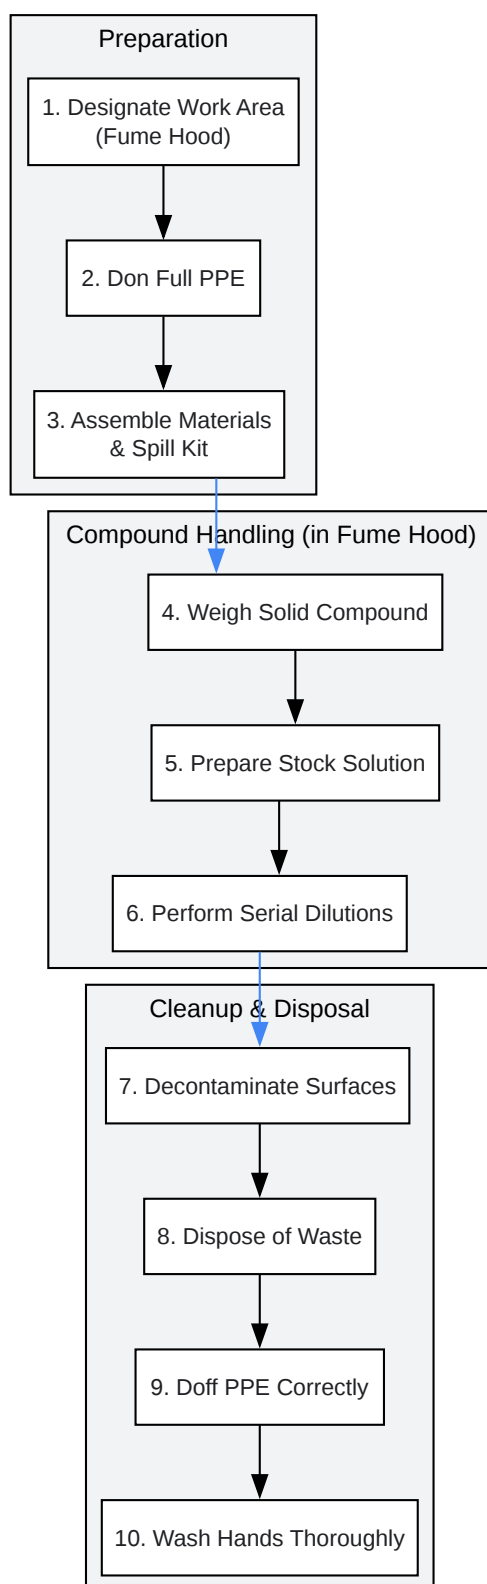 Preparation
1. Designate Work Area
(Fume Hood)
2. Don Full PPE
3. Assemble Materials
& Spill Kit
Compound Handling (in Fume Hood)
4. Weigh Solid Compound
5. Prepare Stock Solution
6. Perform Serial Dilutions
Cleanup & Disposal
7. Decontaminate Surfaces
8. Dispose of Waste
9. Doff PPE Correctly
10. Wash Hands Thoroughly